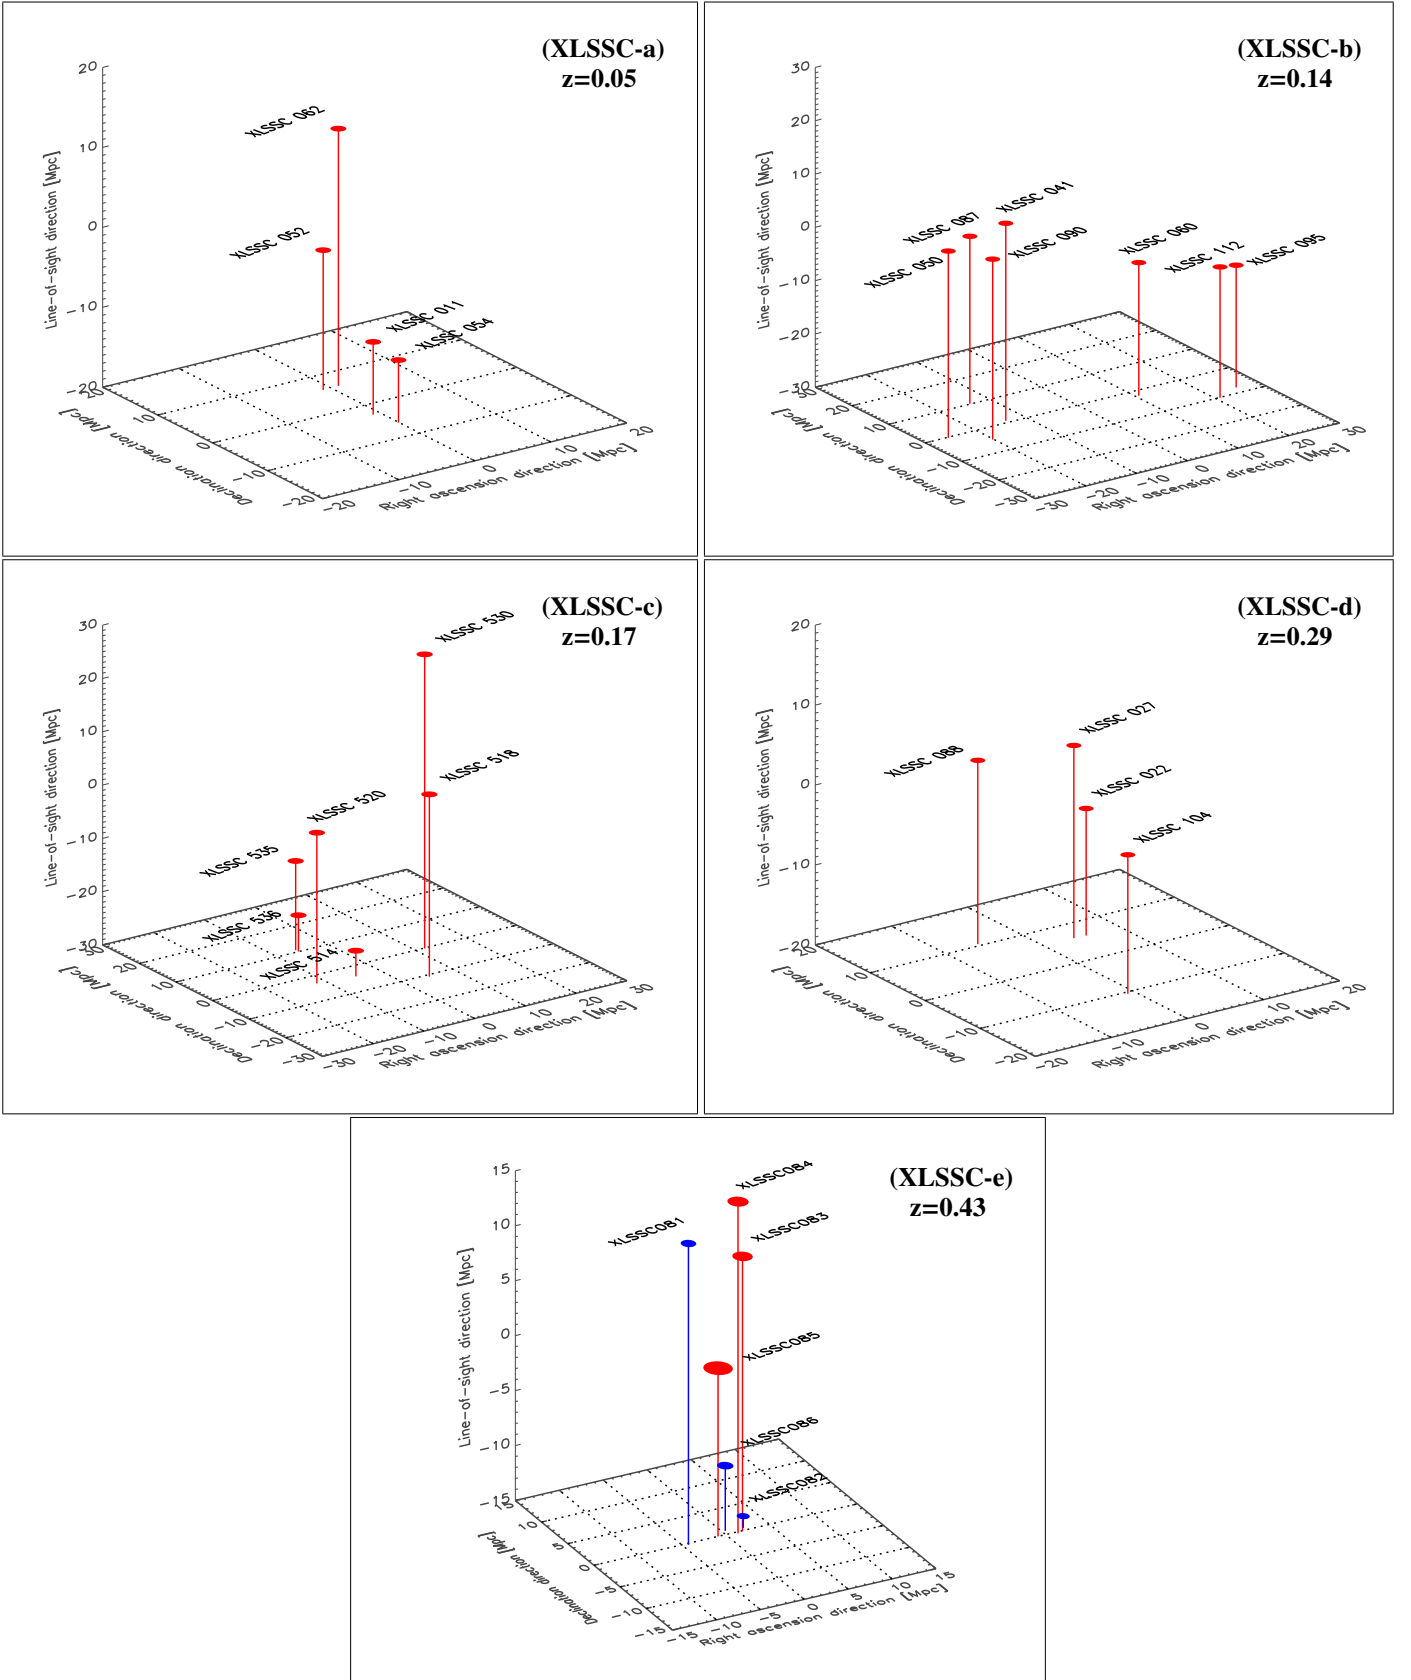 (XLSSC-a)
z=0.05
20
10
0
-10
-20
Line-of-sight direction [Mpc]
XLSSC 062
XLSSC 052
XLSSC 011
XLSSC 054
20
10
0
-10
-20
Declination direction [Mpc]
-20
-10
0
10
20
Right ascension direction [Mpc]
(XLSSC-b)
z=0.14
30
20
10
0
-10
-20
-30
Line-of-sight direction [Mpc]
XLSSC 041
XLSSC 087
XLSSC 090
XLSSC 050
XLSSC 060
XLSSC 112
XLSSC 095
30
20
10
0
-10
-20
-30
Declination direction [Mpc]
-30
-20
-10
0
10
20
30
Right ascension direction [Mpc]
(XLSSC-c)
z=0.17
30
20
10
0
-10
-20
-30
Line-of-sight direction [Mpc]
XLSSC 530
XLSSC 518
XLSSC 520
XLSSC 535
XLSSC 536
XLSSC 514
30
20
10
0
-10
-20
-30
Declination direction [Mpc]
-30
-20
-10
0
10
20
30
Right ascension direction [Mpc]
(XLSSC-d)
z=0.29
20
10
0
-10
-20
Line-of-sight direction [Mpc]
XLSSC 027
XLSSC 088
XLSSC 022
XLSSC 104
20
10
0
-10
-20
Declination direction [Mpc]
-20
-10
0
10
20
Right ascension direction [Mpc]
(XLSSC-e)
z=0.43
15
10
5
0
-5
-10
-15
Line-of-sight direction [Mpc]
XLSSC084
XLSSC083
XLSSC081
XLSSC085
XLSSC086
XLSSC082
15
10
5
0
-5
-10
-15
Declination direction [Mpc]
-15
-10
-5
0
5
10
15
Right ascension direction [Mpc]